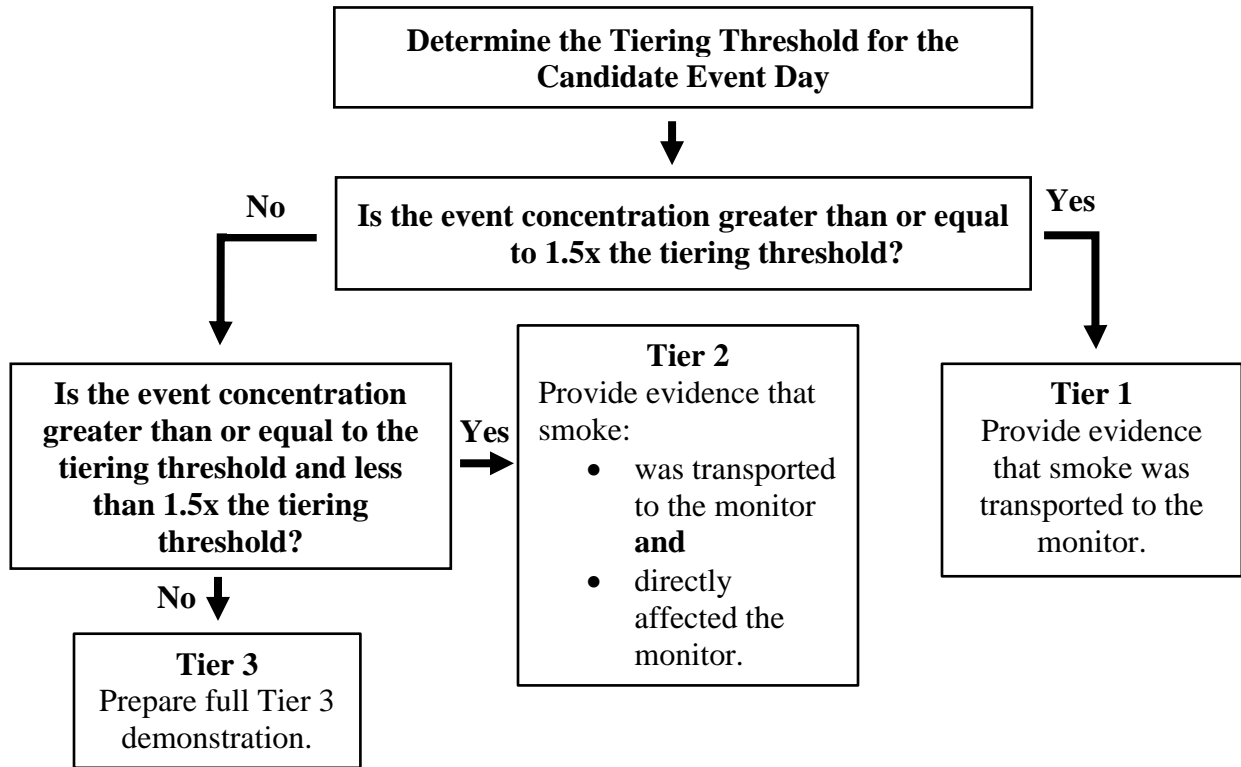 Determine the Tiering Threshold for the
Candidate Event Day
No
Is the event concentration greater than or equal
to 1.5x the tiering threshold?
Yes
Is the event concentration
greater than or equal to the
tiering threshold and less
than 1.5x the tiering
threshold?
Yes
No
Tier 2
Provide evidence that
smoke:
• was transported
to the monitor
and
• directly
affected the
monitor.
Tier 1
Provide evidence
that smoke was
transported to the
monitor.
Tier 3
Prepare full Tier 3
demonstration.